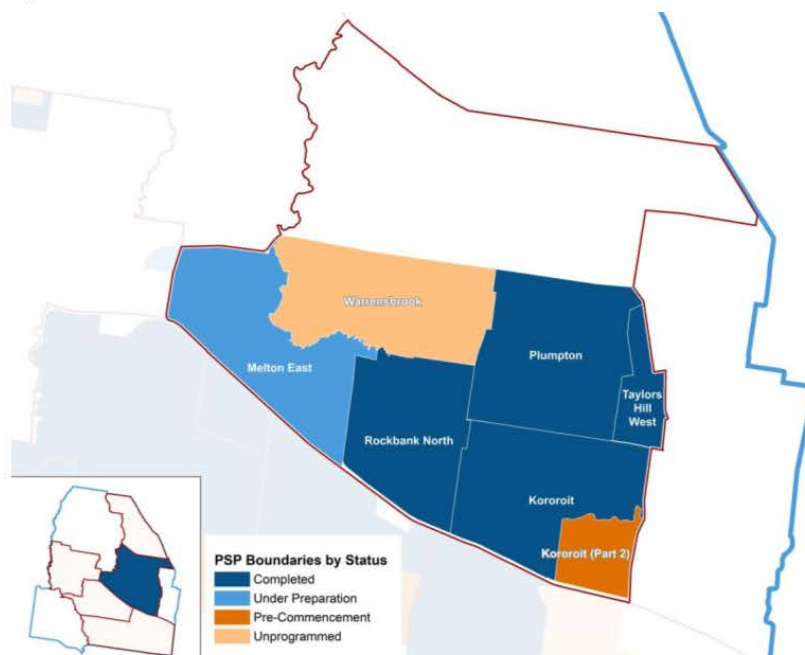 Warrensbrook
Plumpton
Melton East
Taylors
Hill
West
Rockbank North
Kororoit
Kororoit (Part 2)
PSP Boundaries by Status
Completed
Under Preparation
Pre-Commencement
Unprogrammed